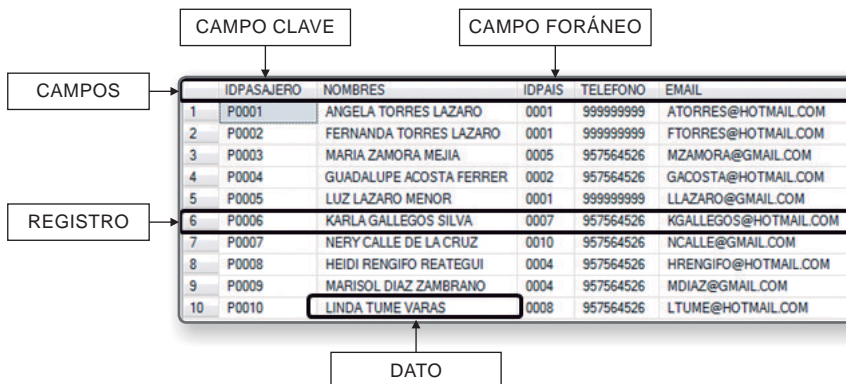 CAMPO CLAVE
CAMPO FORÁNEO
CAMPOS
IDPASAJERO NOMBRES IDPAIS TELEFONO EMAIL
1 P0001 ANGELA TORRES LAZARO 0001 999999999 ATORRES@HOTMAIL.COM
2 P0002 FERNANDA TORRES LAZARO 0001 999999999 FTORRES@HOTMAIL.COM
3 P0003 MARIA ZAMORA MEJIA 0005 957564526 MZAMORA@GMAIL.COM
4 P0004 GUADALUPE ACOSTA FERRER 0002 957564526 GACOSTA@HOTMAIL.COM
5 P0005 LUZ LAZARO MENOR 0001 999999999 LLAZARO@GMAIL.COM
REGISTRO
6 P0006 KARLA GALLEGOS SILVA 0007 957564526 KGALLEGOS@HOTMAIL.COM
7 P0007 NERY CALLE DE LA CRUZ 0010 957564526 NCALLE@GMAIL.COM
8 P0008 HEIDI RENGIFO REATEGUI 0004 957564526 HRENGIFO@HOTMAIL.COM
9 P0009 MARISOL DIAZ ZAMBRANO 0004 957564526 MDIAZ@GMAIL.COM
10 P0010 LINDA TUME VARAS 0008 957564526 LTUME@HOTMAIL.COM
DATO